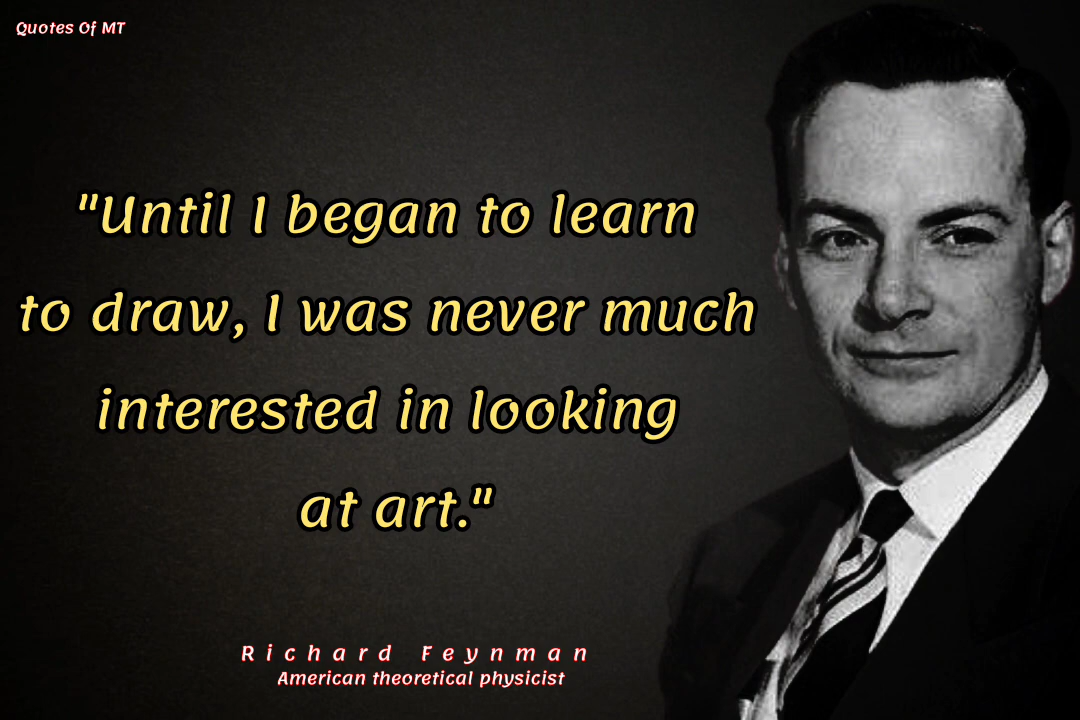 Quotes Of MT
"Until I began to learn
to draw, I was never much
interested in looking
at art."
Richard Feynman
American theoretical physicist